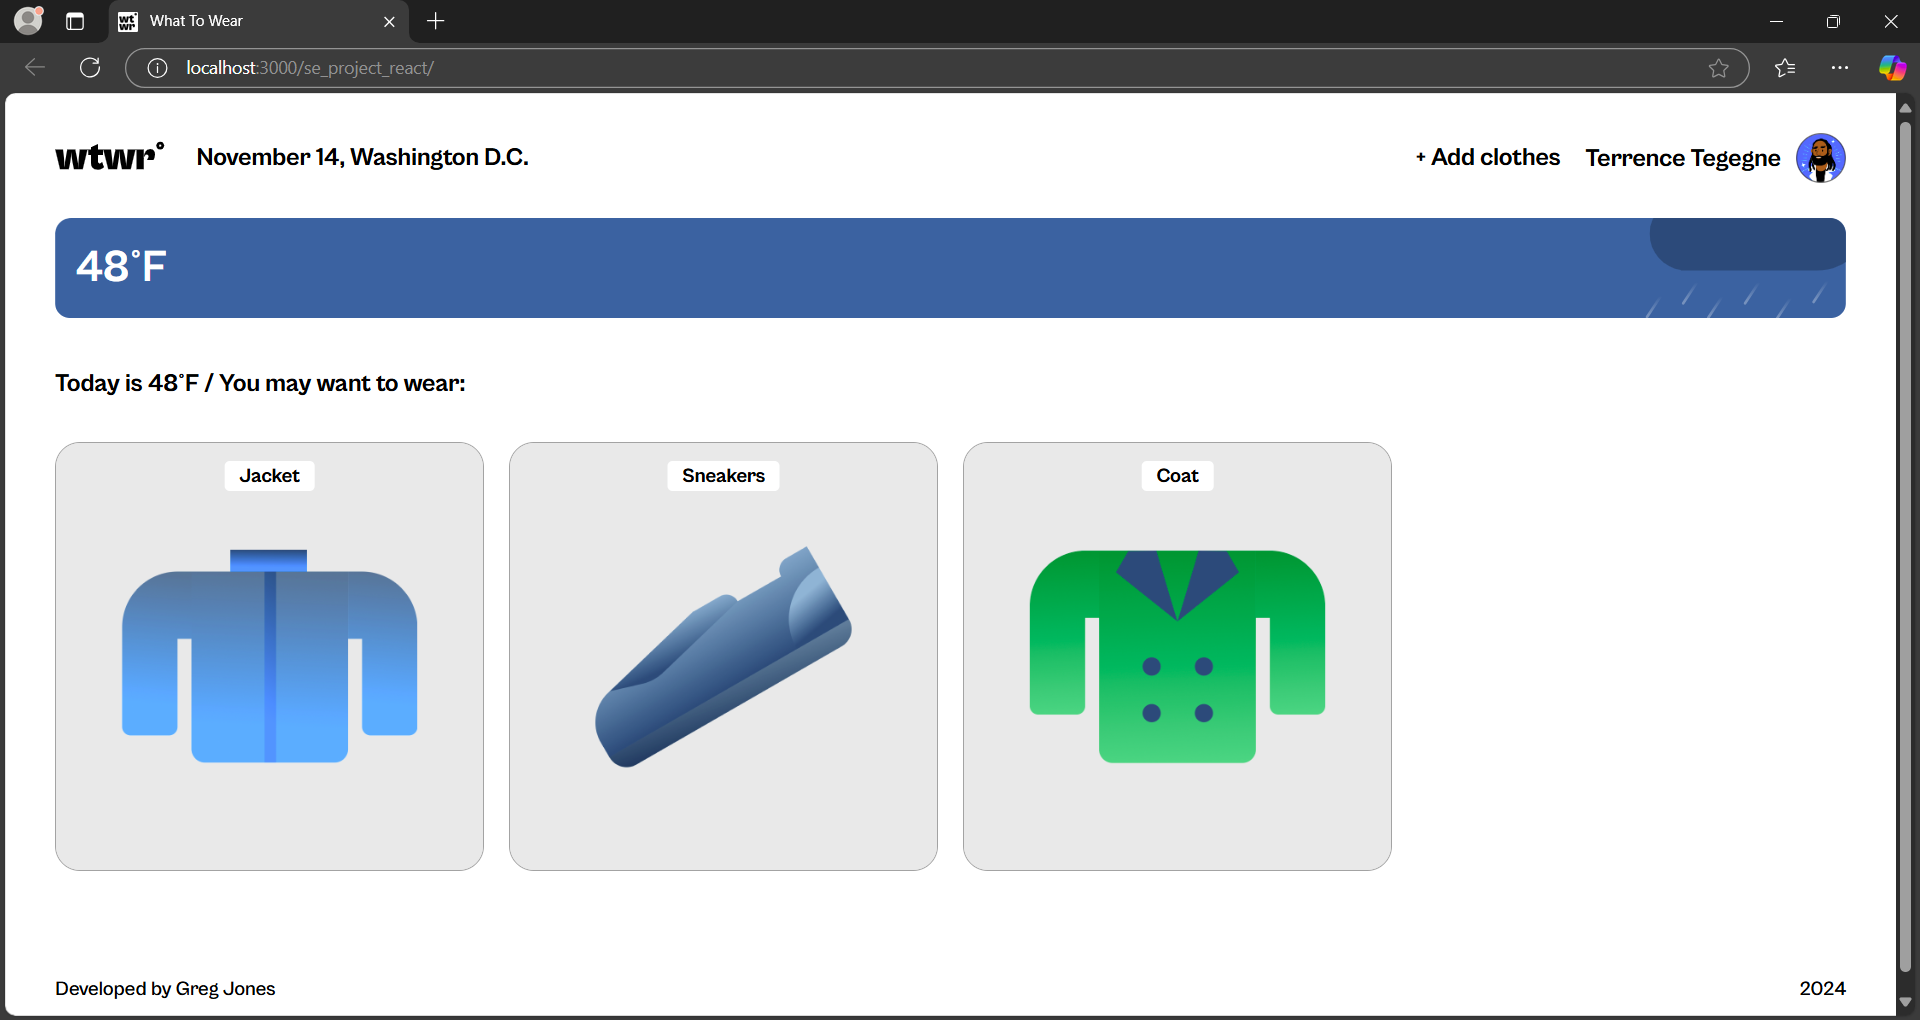 What To Wear
localhost:3000/se_project_react/
wtwr°
November 14, Washington D.C.
+ Add clothes
Terrence Tegegne
48°F
Today is 48°F / You may want to wear:
Jacket
Sneakers
Coat
Developed by Greg Jones
2024